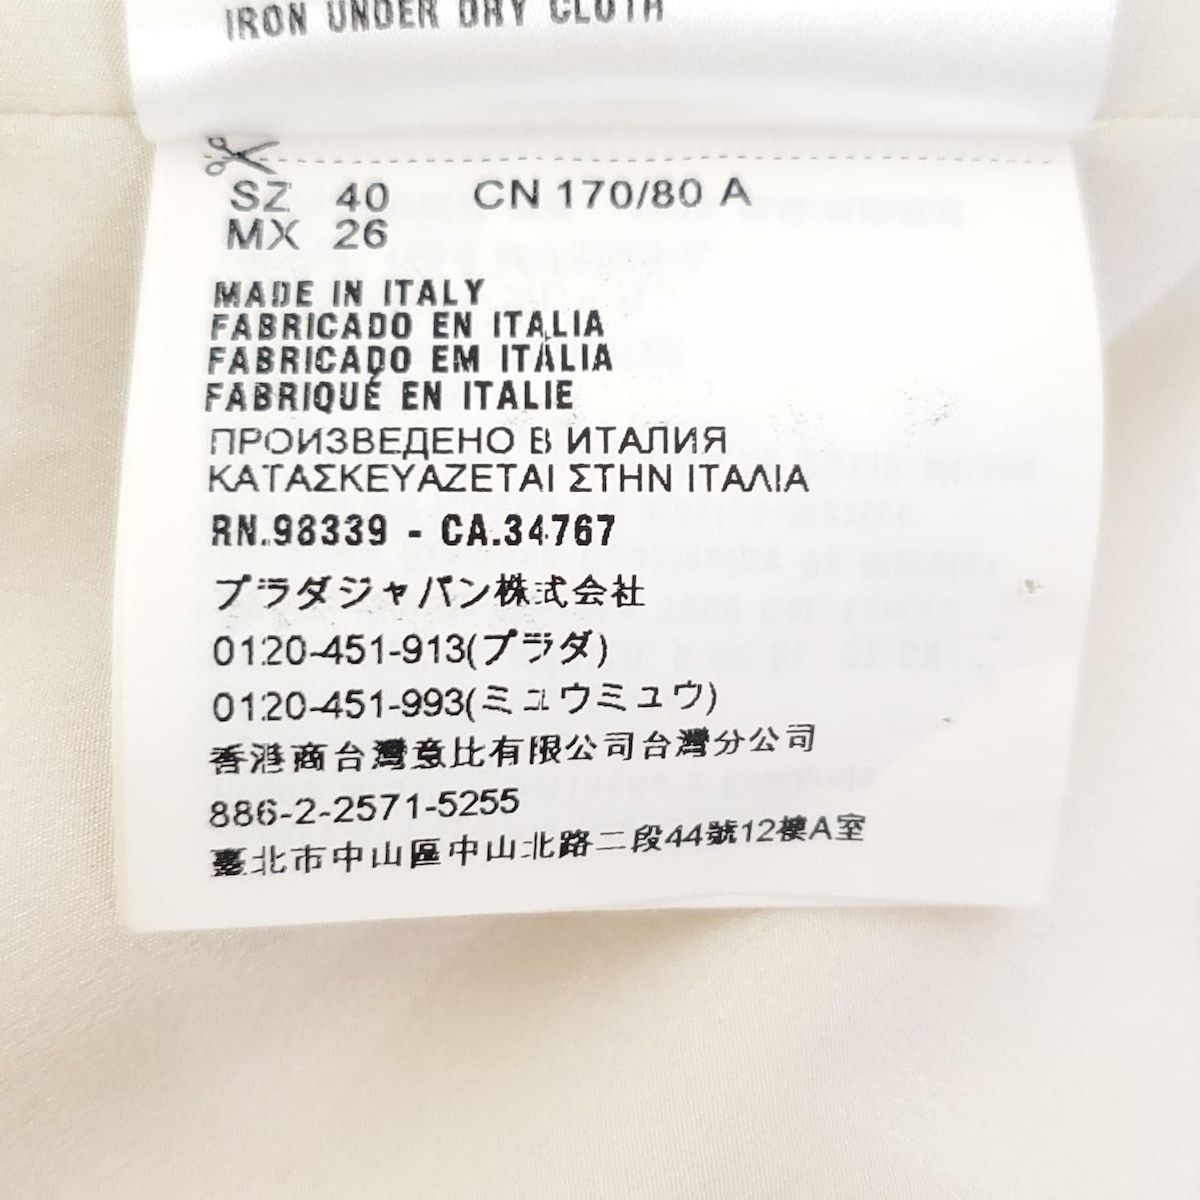 IRON UNDER DRY CLOTH
SZ 40 CN 170/80 A
MX 26
MADE IN ITALY
FABRICADO EN ITALIA
FABRICADO EM ITÁLIA
FABRIQUÉ EN ITALIE
ПРОИЗВЕДЕНО В ИТАЛИЯ
ΚΑΤΑΣΚΕΥΑΖΕΤΑΙ ΣΤΗΝ ΙΤΑΛΙΑ
RN.98339 - CA.34767
プラダジャパン株式会社
0120-451-913(プラダ)
0120-451-993(ミュウミュウ)
香港商台灣意比有限公司台灣分公司
886-2-2571-5255
臺北市中山區中山北路二段44號12樓A室